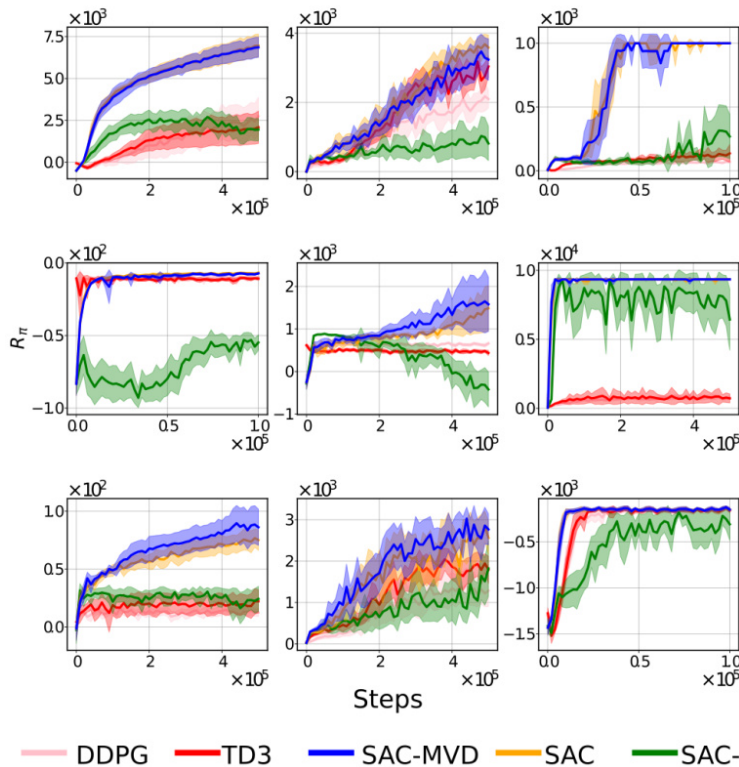 ×10³ ×10³ ×10³
7.5 4 1.0
5.0
2.5 2 0.5
0.0 0 0.0
0 2 4 0 2 4 0 0.5 1.0
×10⁵ ×10⁵ ×10⁵
×10² ×10³ ×10⁴
0.0 2 1.0
−0.5 1 0.5
0
−1.0 −1 0.0
0 0.5 1.0 0 2 4 0 2 4
×10⁵ ×10⁵ ×10⁵
R_π
×10² ×10³ ×10³
1.0 3 −0.5
0.5 2 −1.0
1
0.0 0 −1.5
0 2 4 0 2 4 0 0.5 1.0
×10⁵ ×10⁵ ×10⁵
Steps
DDPG TD3 SAC-MVD SAC SAC-